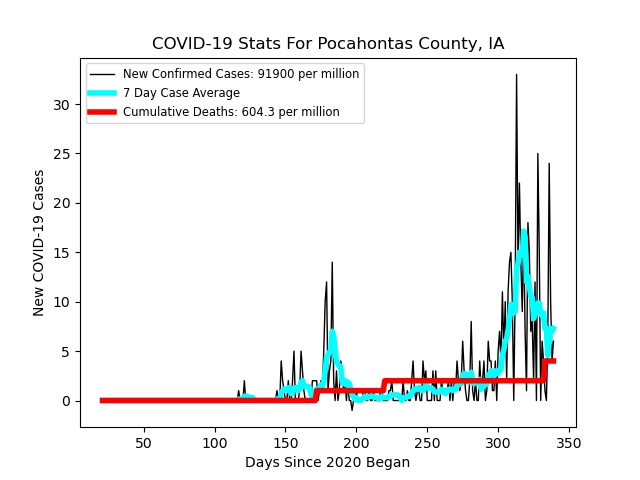 COVID-19 Stats For Pocahontas County, IA
New Confirmed Cases: 91900 per million
7 Day Case Average
Cumulative Deaths: 604.3 per million
New COVID-19 Cases
30
25
20
15
10
5
0
50
100
150
200
250
300
350
Days Since 2020 Began